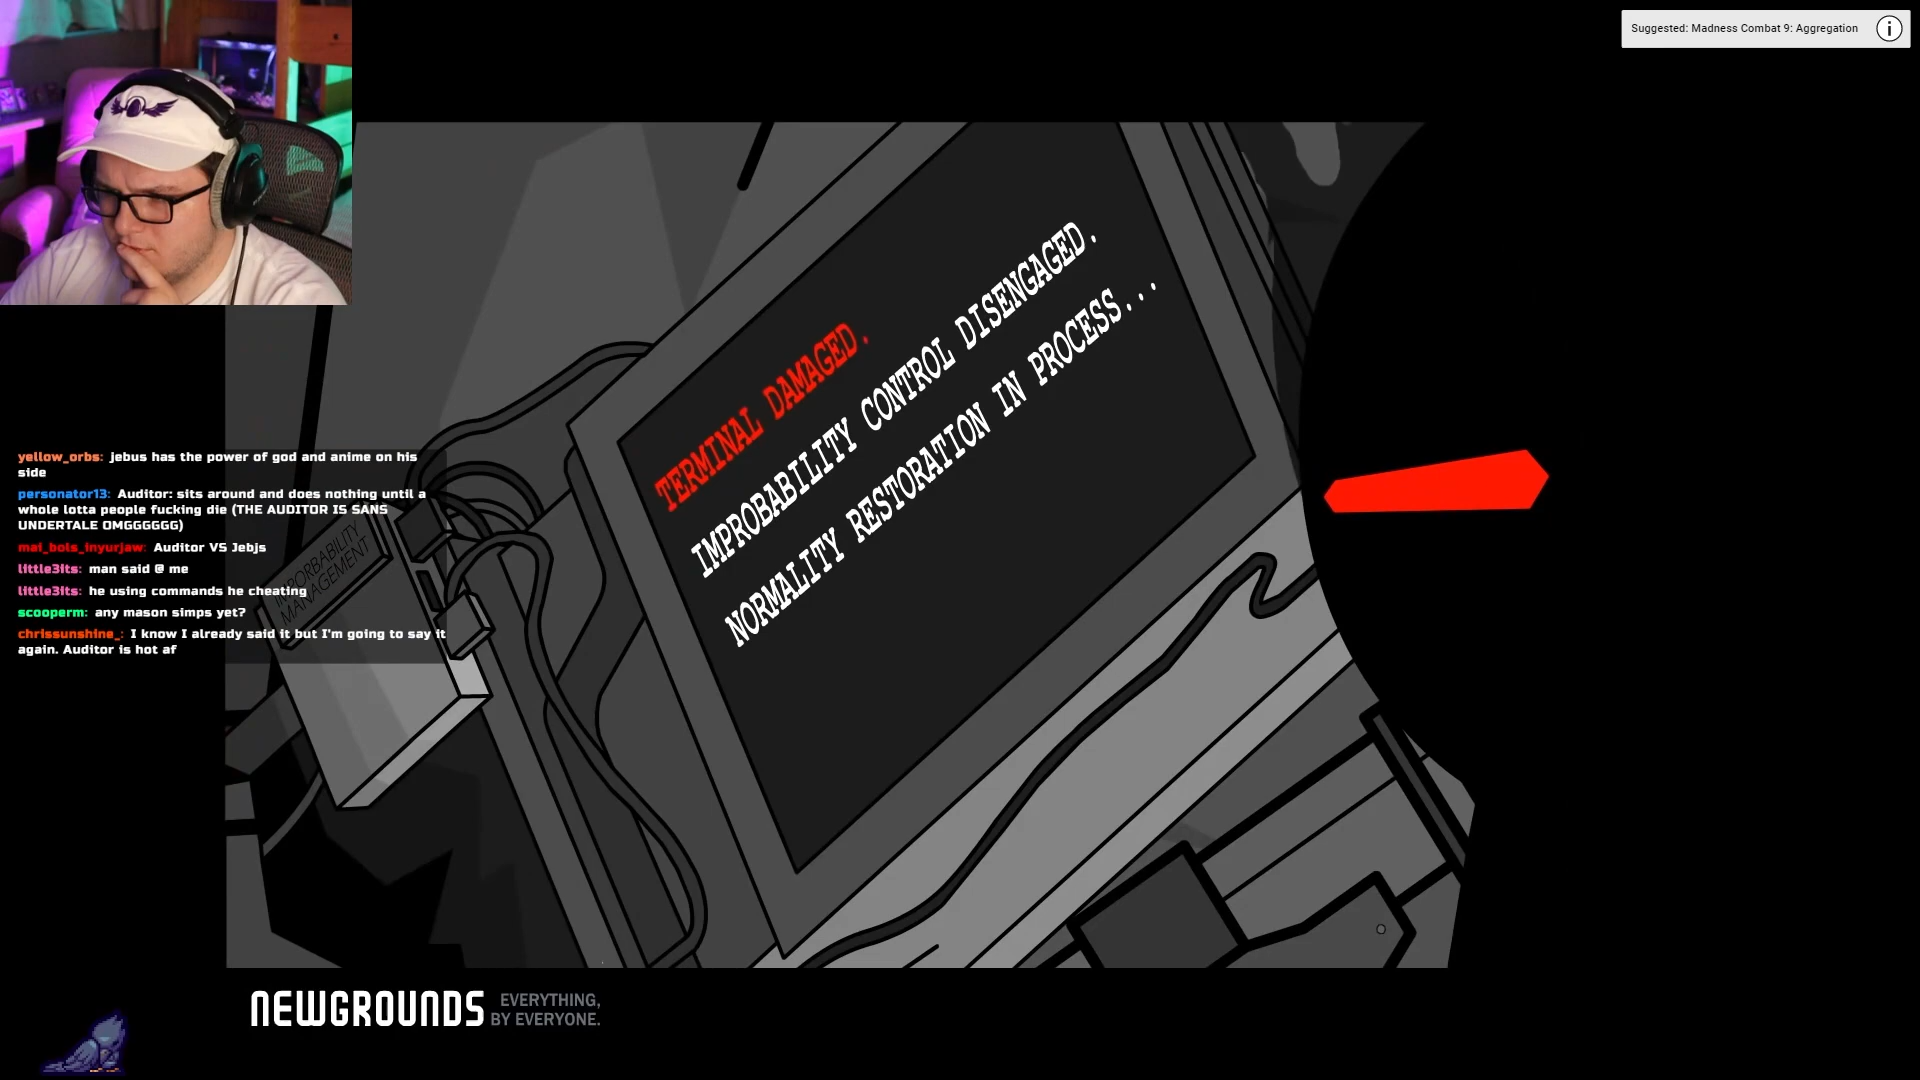 Suggested: Madness Combat 9: Aggregation
TERMINAL DAMAGED.
IMPROBABILITY CONTROL DISENGAGED.
NORMALITY RESTORATION IN PROCESS...
yellow_orbs: jebus has the power of god and anime on his
side
personator13: Auditor: sits around and does nothing until a
whole lotta people fucking die (THE AUDITOR IS SANS
UNDERTALE OMGGGGGG)
mai_bols_inyurjaw: Auditor VS Jebjs
little3its: man said @ me
little3its: he using commands he cheating
scooperm: any mason simps yet?
chrissunshine_: I know I already said it but I'm going to say it
again. Auditor is hot af
IMPORBABILITY
MANAGEMENT
NEWGROUNDS
EVERYTHING,
BY EVERYONE.